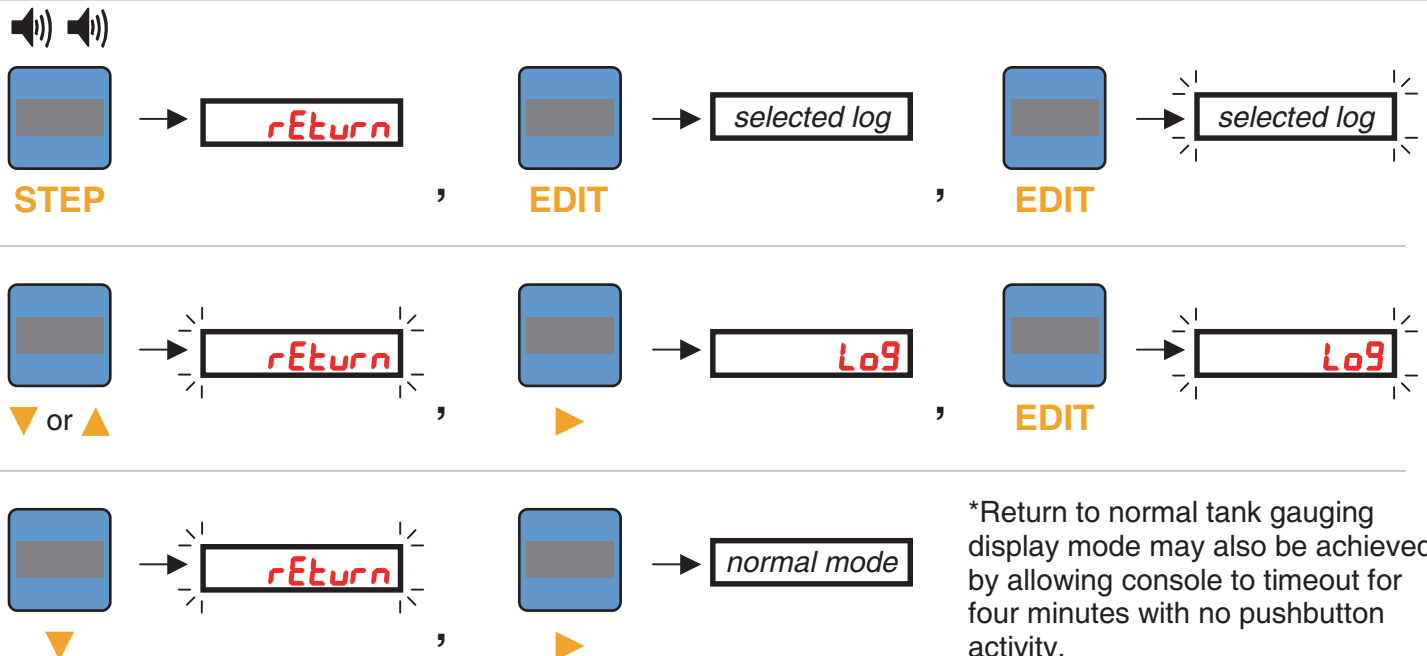 rEturn
selected log
selected log
STEP
,
EDIT
,
EDIT
rEturn
Log
Log
▼ or ▲
,
▶
,
EDIT
rEturn
normal mode
▼
,
▶
*Return to normal tank gauging
display mode may also be achieved
by allowing console to timeout for
four minutes with no pushbutton
activity.